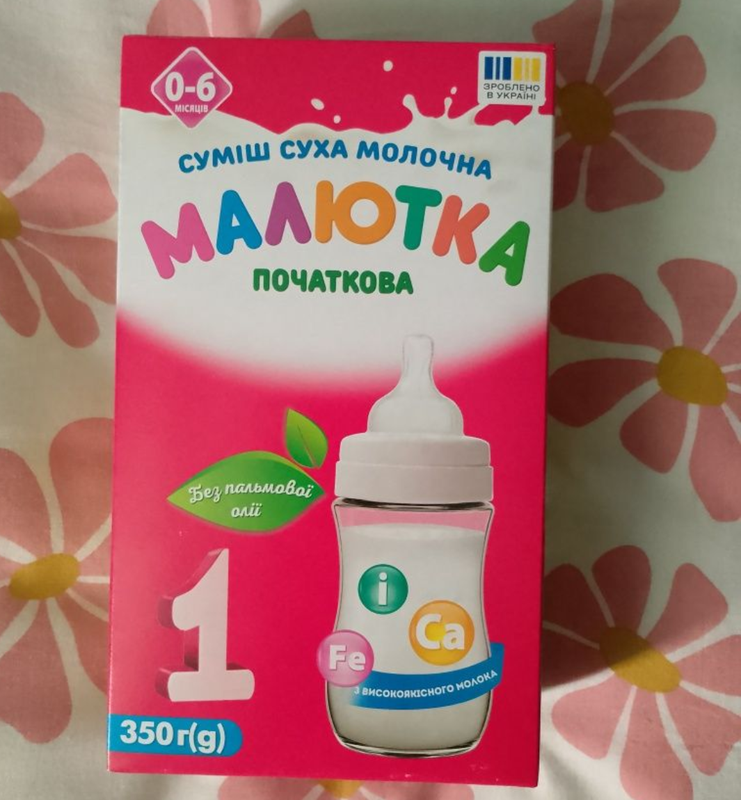 0-6
МІСЯЦІВ
ЗРОБЛЕНО
В УКРАЇНІ
СУМІШ СУХА МОЛОЧНА
МАЛЮТКА
ПОЧАТКОВА
Без пальмової
олії
1
i
Ca
Fe
З ВИСОКОЯКІСНОГО МОЛОКА
350 г(g)